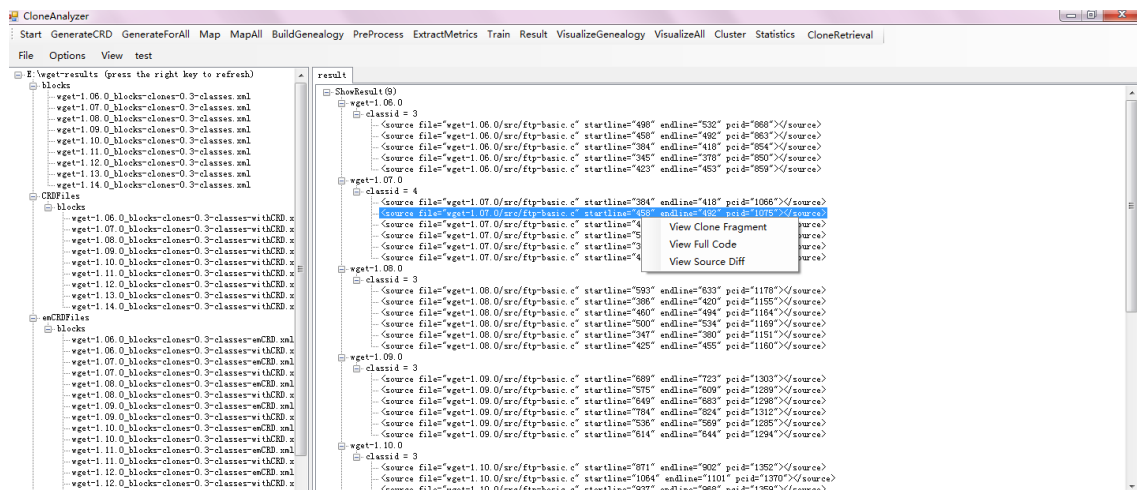 CloneAnalyzer
Start GenerateCRD GenerateForAll Map MapAll BuildGenealogy PreProcess ExtractMetrics Train Result VisualizeGenealogy VisualizeAll Cluster Statistics CloneRetrieval
File Options View test
E:\wget-results (press the right key to refresh)
blocks
wget-1.06.0_blocks-clones-0.3-classes.xml
wget-1.07.0_blocks-clones-0.3-classes.xml
wget-1.08.0_blocks-clones-0.3-classes.xml
wget-1.09.0_blocks-clones-0.3-classes.xml
wget-1.10.0_blocks-clones-0.3-classes.xml
wget-1.11.0_blocks-clones-0.3-classes.xml
wget-1.12.0_blocks-clones-0.3-classes.xml
wget-1.13.0_blocks-clones-0.3-classes.xml
wget-1.14.0_blocks-clones-0.3-classes.xml
CRDFiles
blocks
wget-1.06.0_blocks-clones-0.3-classes-withCRD.x
wget-1.07.0_blocks-clones-0.3-classes-withCRD.x
wget-1.08.0_blocks-clones-0.3-classes-withCRD.x
wget-1.09.0_blocks-clones-0.3-classes-withCRD.x
wget-1.10.0_blocks-clones-0.3-classes-withCRD.x
wget-1.11.0_blocks-clones-0.3-classes-withCRD.x
wget-1.12.0_blocks-clones-0.3-classes-withCRD.x
wget-1.13.0_blocks-clones-0.3-classes-withCRD.x
wget-1.14.0_blocks-clones-0.3-classes-withCRD.x
emCRDFiles
blocks
wget-1.06.0_blocks-clones-0.3-classes-emCRD.xml
wget-1.06.0_blocks-clones-0.3-classes-withCRD.x
wget-1.07.0_blocks-clones-0.3-classes-emCRD.xml
wget-1.07.0_blocks-clones-0.3-classes-withCRD.x
wget-1.08.0_blocks-clones-0.3-classes-emCRD.xml
wget-1.08.0_blocks-clones-0.3-classes-withCRD.x
wget-1.09.0_blocks-clones-0.3-classes-emCRD.xml
wget-1.09.0_blocks-clones-0.3-classes-withCRD.x
wget-1.10.0_blocks-clones-0.3-classes-emCRD.xml
wget-1.10.0_blocks-clones-0.3-classes-withCRD.x
wget-1.11.0_blocks-clones-0.3-classes-emCRD.xml
wget-1.11.0_blocks-clones-0.3-classes-withCRD.x
wget-1.12.0_blocks-clones-0.3-classes-emCRD.xml
wget-1.12.0_blocks-clones-0.3-classes-withCRD.x
result
ShowResult(9)
wget-1.06.0
classid = 3
<source file="wget-1.06.0/src/ftp-basic.c" startline="498" endline="532" pcid="868"></source>
<source file="wget-1.06.0/src/ftp-basic.c" startline="458" endline="492" pcid="863"></source>
<source file="wget-1.06.0/src/ftp-basic.c" startline="384" endline="418" pcid="854"></source>
<source file="wget-1.06.0/src/ftp-basic.c" startline="345" endline="378" pcid="850"></source>
<source file="wget-1.06.0/src/ftp-basic.c" startline="423" endline="453" pcid="859"></source>
wget-1.07.0
classid = 4
<source file="wget-1.07.0/src/ftp-basic.c" startline="384" endline="418" pcid="1066"></source>
<source file="wget-1.07.0/src/ftp-basic.c" startline="458" endline="492" pcid="1075"></source>
<source file="wget-1.07.0/src/ftp-basic.c" startline="4 ource>
<source file="wget-1.07.0/src/ftp-basic.c" startline="5 ource>
<source file="wget-1.07.0/src/ftp-basic.c" startline="3 ource>
<source file="wget-1.07.0/src/ftp-basic.c" startline="4 ource>
View Clone Fragment
View Full Code
View Source Diff
wget-1.08.0
classid = 3
<source file="wget-1.08.0/src/ftp-basic.c" startline="593" endline="633" pcid="1178"></source>
<source file="wget-1.08.0/src/ftp-basic.c" startline="386" endline="420" pcid="1155"></source>
<source file="wget-1.08.0/src/ftp-basic.c" startline="460" endline="494" pcid="1164"></source>
<source file="wget-1.08.0/src/ftp-basic.c" startline="500" endline="534" pcid="1169"></source>
<source file="wget-1.08.0/src/ftp-basic.c" startline="347" endline="380" pcid="1151"></source>
<source file="wget-1.08.0/src/ftp-basic.c" startline="425" endline="455" pcid="1160"></source>
wget-1.09.0
classid = 3
<source file="wget-1.09.0/src/ftp-basic.c" startline="689" endline="723" pcid="1303"></source>
<source file="wget-1.09.0/src/ftp-basic.c" startline="575" endline="609" pcid="1289"></source>
<source file="wget-1.09.0/src/ftp-basic.c" startline="649" endline="683" pcid="1298"></source>
<source file="wget-1.09.0/src/ftp-basic.c" startline="784" endline="824" pcid="1312"></source>
<source file="wget-1.09.0/src/ftp-basic.c" startline="536" endline="569" pcid="1285"></source>
<source file="wget-1.09.0/src/ftp-basic.c" startline="614" endline="644" pcid="1294"></source>
wget-1.10.0
classid = 3
<source file="wget-1.10.0/src/ftp-basic.c" startline="871" endline="902" pcid="1352"></source>
<source file="wget-1.10.0/src/ftp-basic.c" startline="1064" endline="1101" pcid="1370"></source>
<source file="wget-1.10.0/src/ftp-basic.c" startline="937" endline="968" pcid="1359"></source>